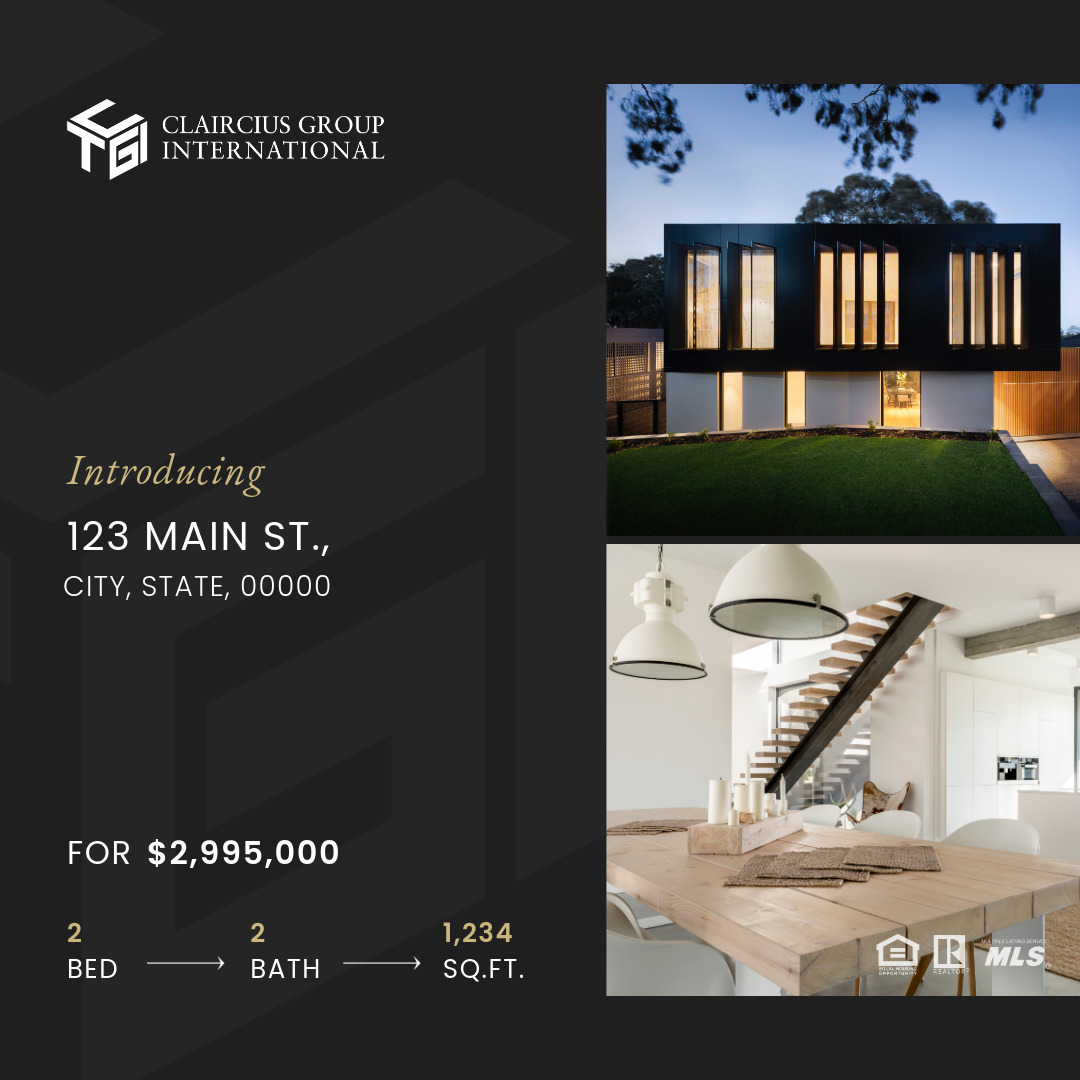 CLAIRCIUS GROUP
INTERNATIONAL
Introducing
123 MAIN ST.,
CITY, STATE, 00000
FOR $2,995,000
2
BED
2
BATH
1,234
SQ.FT.
EQUAL HOUSING
OPPORTUNITY
REALTOR®
MULTIPLE LISTING SERVICE
MLS